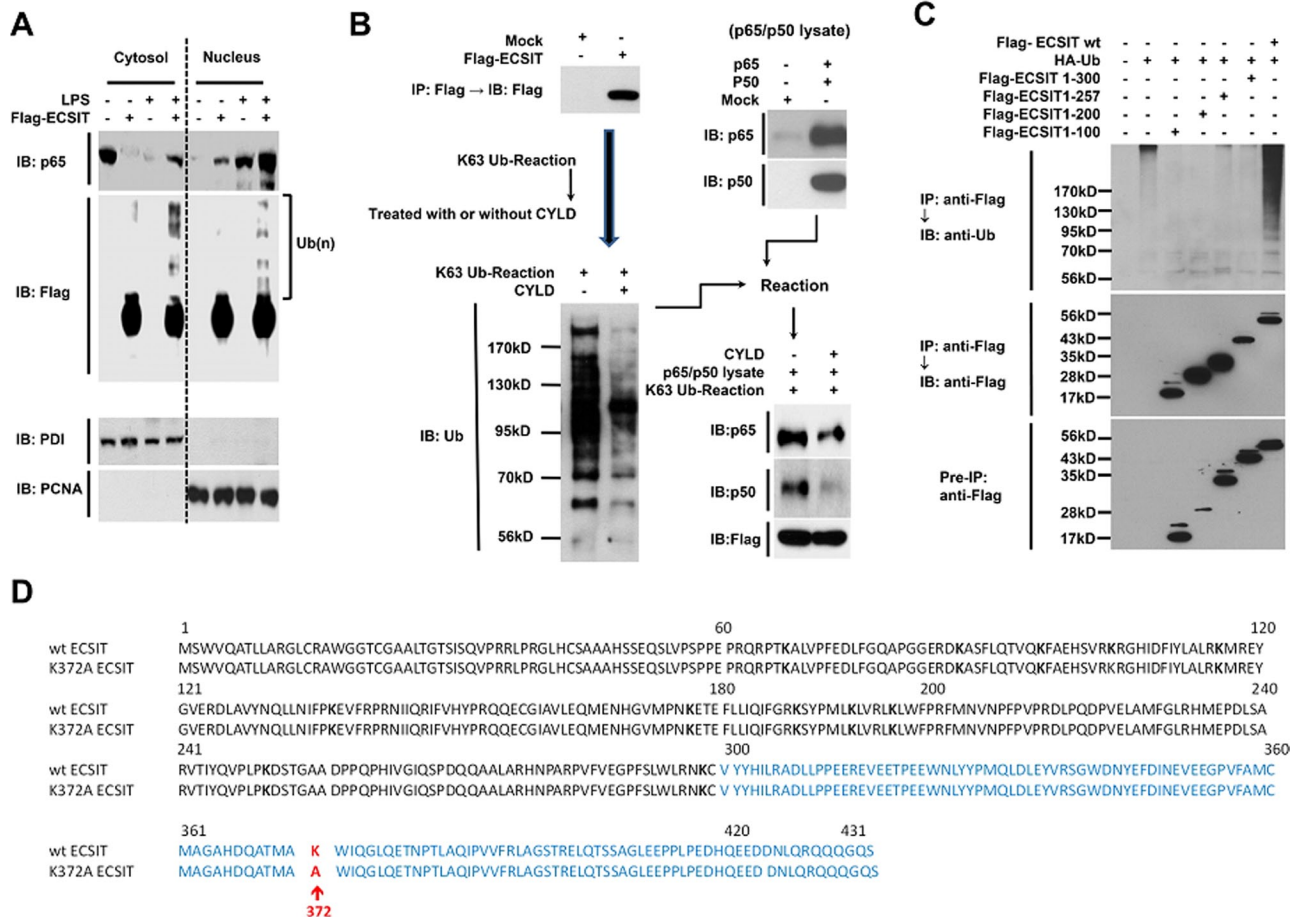 A
Cytosol Nucleus
LPS - - + + - - + +
Flag-ECSIT - + - + - + - +
IB: p65
IB: Flag
Ub(n)
IB: PDI
IB: PCNA
B
Mock + -
Flag-ECSIT - +
IP: Flag → IB: Flag
K63 Ub-Reaction
Treated with or without CYLD
K63 Ub-Reaction + +
CYLD - +
IB: Ub
170kD
130kD
95kD
70kD
56kD
(p65/p50 lysate)
p65 - +
P50 - +
Mock + -
IB: p65
IB: p50
Reaction
CYLD - +
p65/p50 lysate + +
K63 Ub-Reaction + +
IB:p65
IB:p50
IB:Flag
C
Flag- ECSIT wt - - - - - - +
HA-Ub - + + + + + +
Flag-ECSIT 1-300 - - - - - + -
Flag-ECSIT1-257 - - - - + - -
Flag-ECSIT1-200 - - - + - - -
Flag-ECSIT1-100 - - + - - - -
IP: anti-Flag
↓
IB: anti-Ub
170kD
130kD
95kD
70kD
56kD
IP: anti-Flag
↓
IB: anti-Flag
56kD
43kD
35kD
28kD
17kD
Pre-IP:
anti-Flag
56kD
43kD
35kD
28kD
17kD
D
1 60 120
wt ECSIT MSWVQATLLARGLCRAWGGTCGAALTGTSISQVPRRLPRGLHCSAAAHSSEQSLVPSPPE PRQRPTKALVPFEDLFGQAPGGERDKASFLQTVQKFAEHSVRKRGHIDFIYLALRKMREY
K372A ECSIT MSWVQATLLARGLCRAWGGTCGAALTGTSISQVPRRLPRGLHCSAAAHSSEQSLVPSPPE PRQRPTKALVPFEDLFGQAPGGERDKASFLQTVQKFAEHSVRKRGHIDFIYLALRKMREY
121 180 200 240
wt ECSIT GVERDLAVYNQLLNIFPKEVFRPRNIIQRIFVHYPRQQECGIAVLEQMENHGVMPNKETE FLLIQIFGRKSYPMLKLVRLKLWFPRFMNVNPFPVPRDLPQDPVELAMFGLRHMEPDLSA
K372A ECSIT GVERDLAVYNQLLNIFPKEVFRPRNIIQRIFVHYPRQQECGIAVLEQMENHGVMPNKETE FLLIQIFGRKSYPMLKLVRLKLWFPRFMNVNPFPVPRDLPQDPVELAMFGLRHMEPDLSA
241 300 360
wt ECSIT RVTIYQVPLPKDSTGAA DPPQPHIVGIQSPDQQAALARHNPARPVFVEGPFSLWLRNKC V YYHILRADLLPPEEREVEETPEEWNLYYPMQLDLEYVRSGWDNYEFDINEVEEGPVFAMC
K372A ECSIT RVTIYQVPLPKDSTGAA DPPQPHIVGIQSPDQQAALARHNPARPVFVEGPFSLWLRNKC V YYHILRADLLPPEEREVEETPEEWNLYYPMQLDLEYVRSGWDNYEFDINEVEEGPVFAMC
361 420 431
wt ECSIT MAGAHDQATMA K WIQGLQETNPTLAQIPVVFRLAGSTRELQTSSAGLEEPPLPEDHQEEDDNLQRQQQGQS
K372A ECSIT MAGAHDQATMA A WIQGLQETNPTLAQIPVVFRLAGSTRELQTSSAGLEEPPLPEDHQEED DNLQRQQQGQS
372